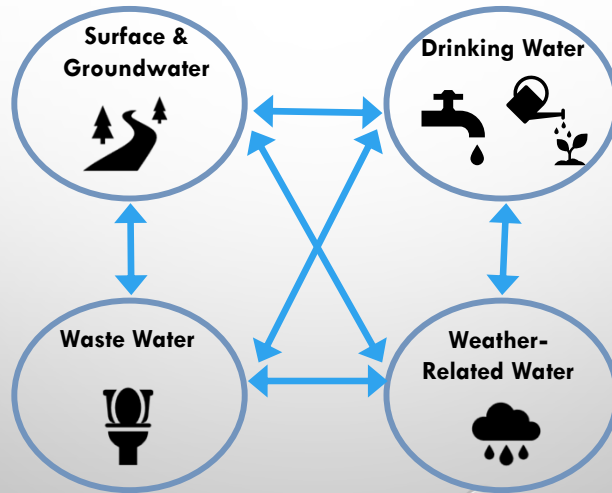 Surface &
Groundwater
Drinking Water
Waste Water
Weather-
Related Water